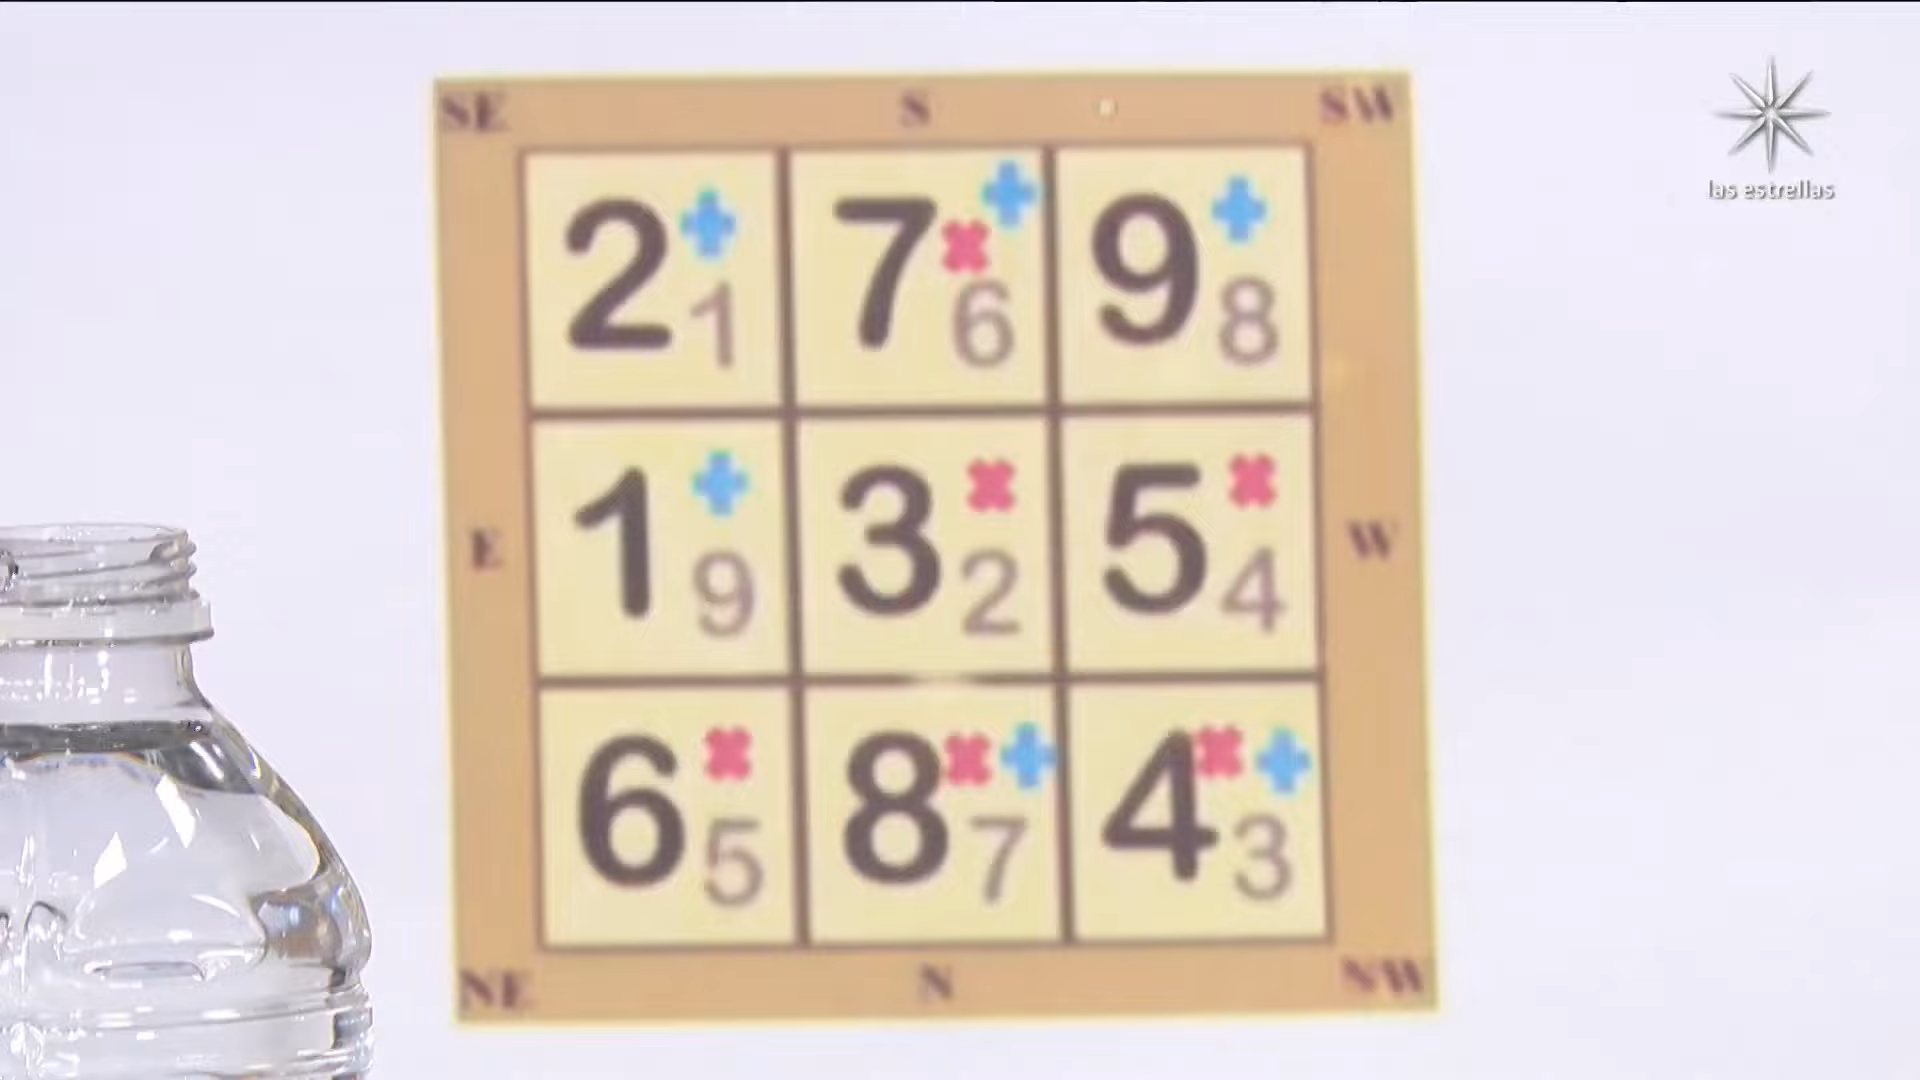 SE S SW
las estrellas
2 1 7 6 9 8
E 1 9 3 2 5 4 W
6 5 8 7 4 3
NE N NW